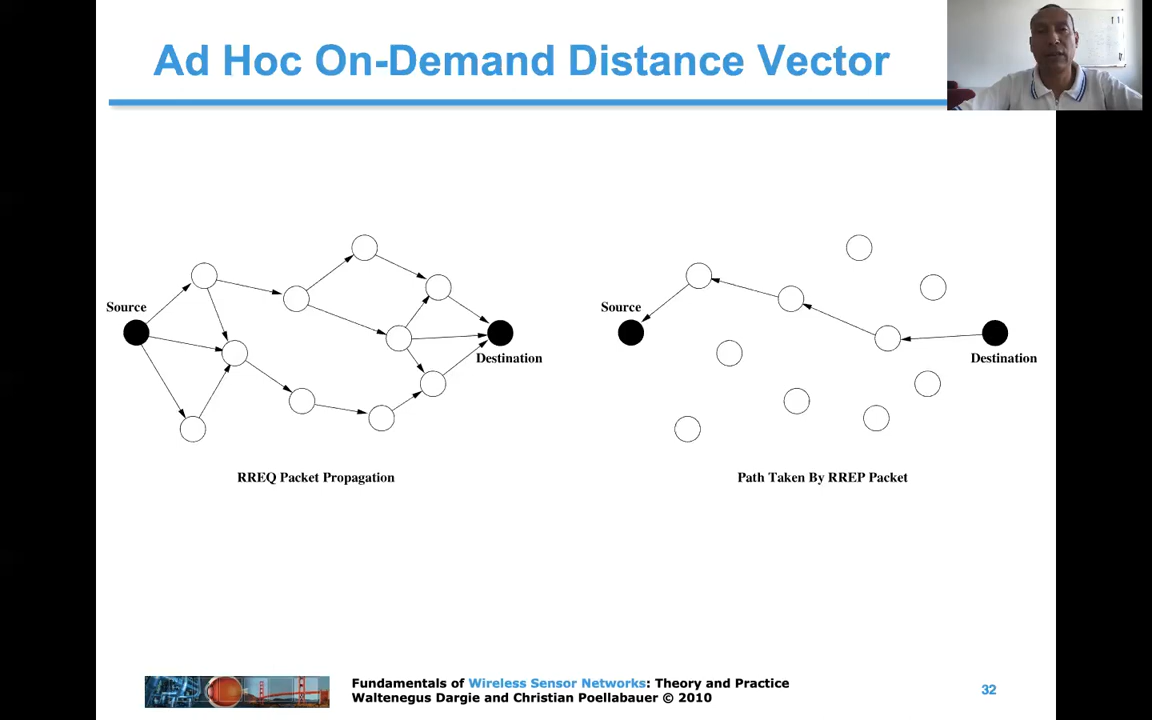 Ad Hoc On-Demand Distance Vector
Source
Destination
RREQ Packet Propagation
Source
Destination
Path Taken By RREP Packet
Fundamentals of Wireless Sensor Networks: Theory and Practice
Waltenegus Dargie and Christian Poellabauer © 2010
32